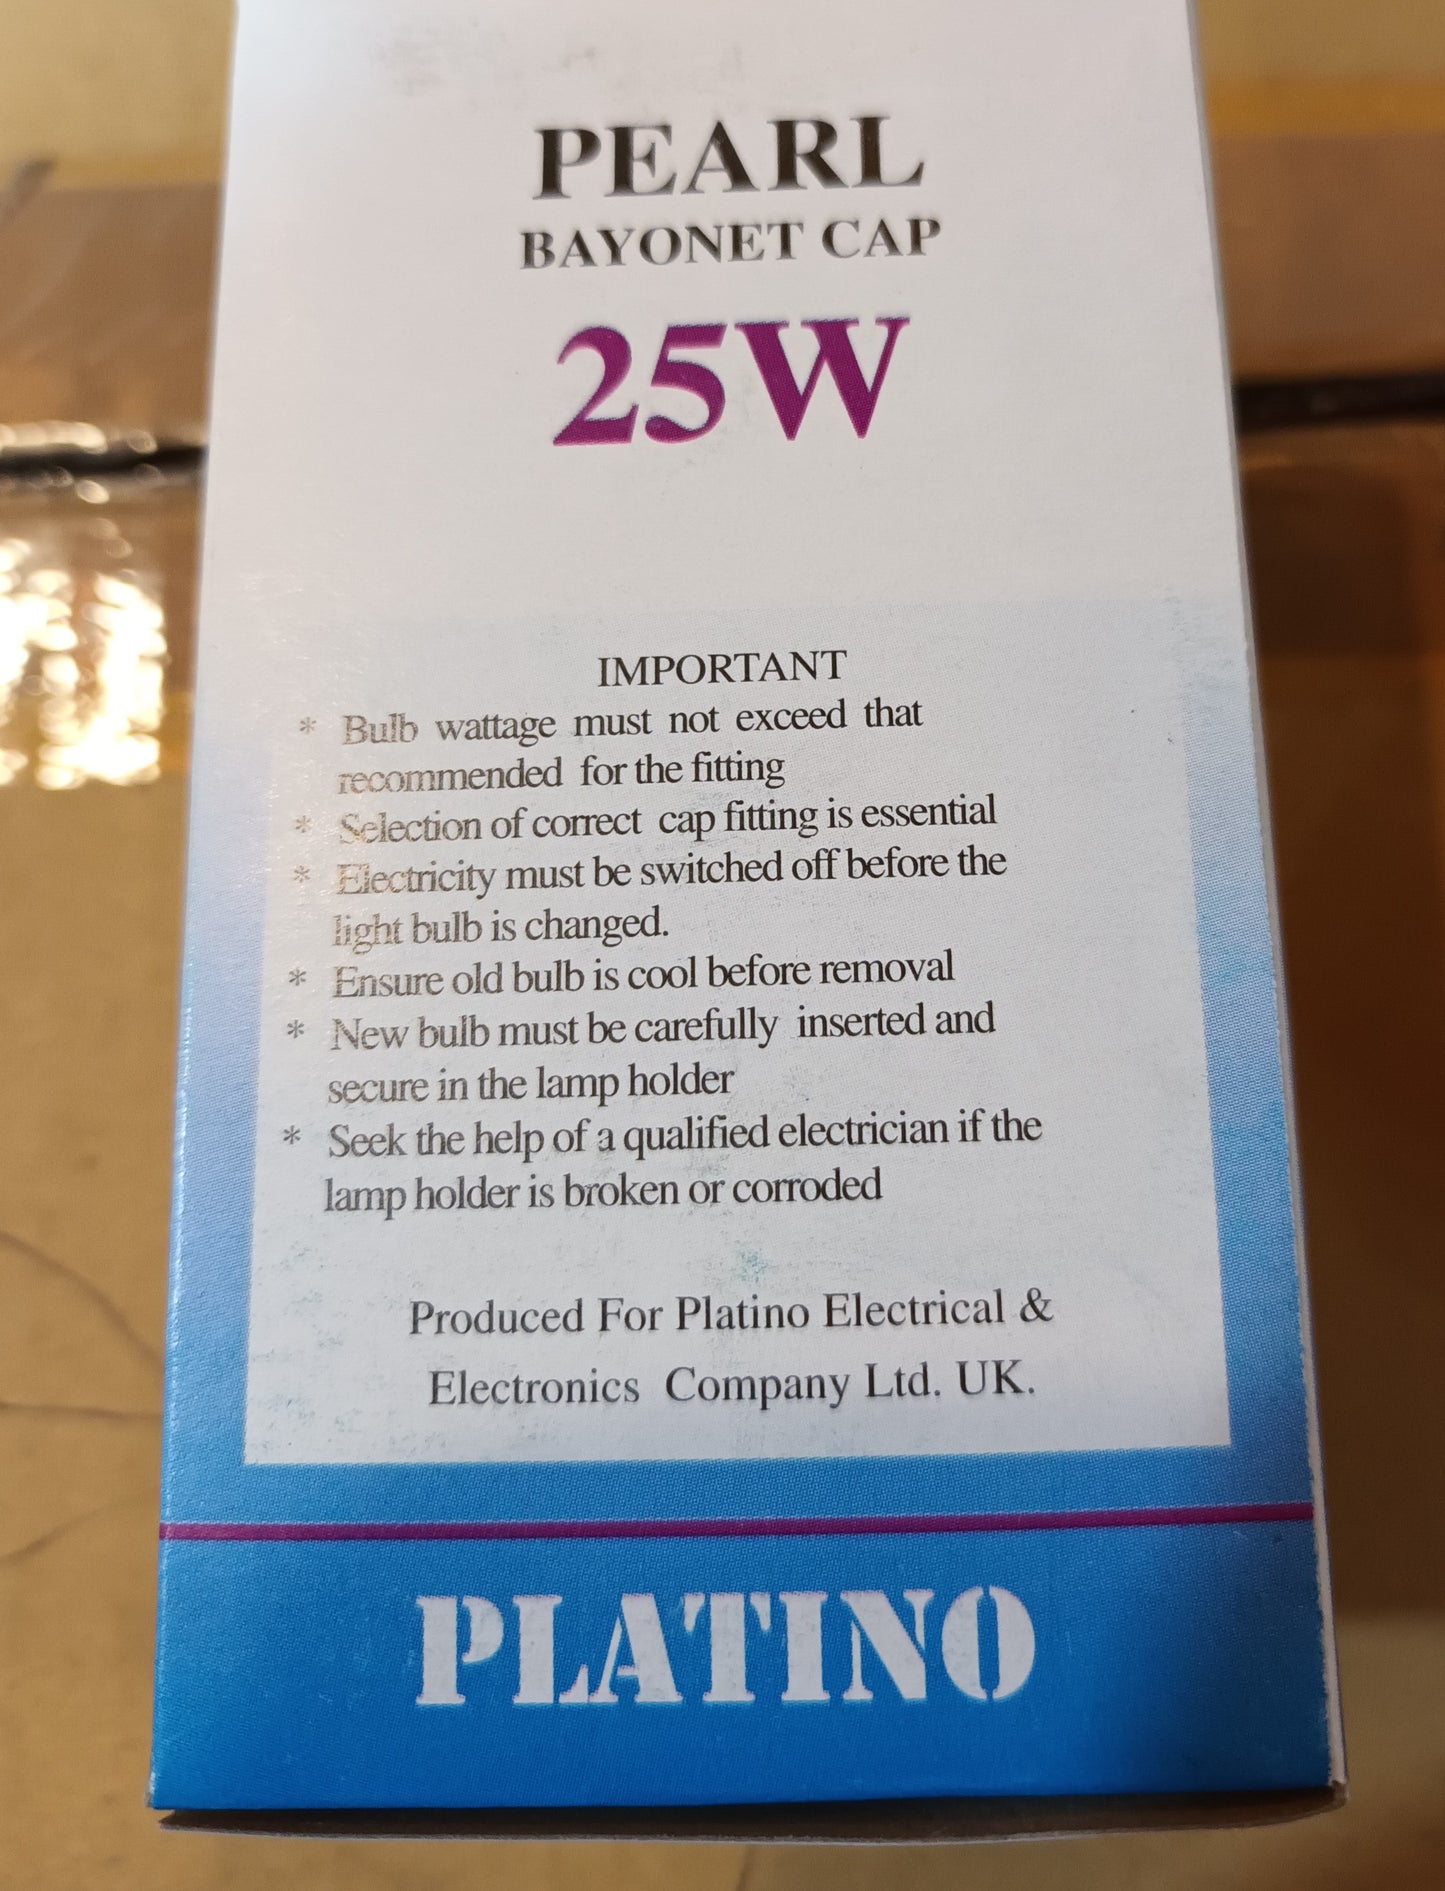 PEARL
BAYONET CAP
25W
IMPORTANT
* Bulb wattage must not exceed that
recommended for the fitting
* Selection of correct cap fitting is essential
* Electricity must be switched off before the
light bulb is changed.
* Ensure old bulb is cool before removal
* New bulb must be carefully inserted and
secure in the lamp holder
* Seek the help of a qualified electrician if the
lamp holder is broken or corroded
Produced For Platino Electrical &
Electronics Company Ltd. UK.
PLATINO